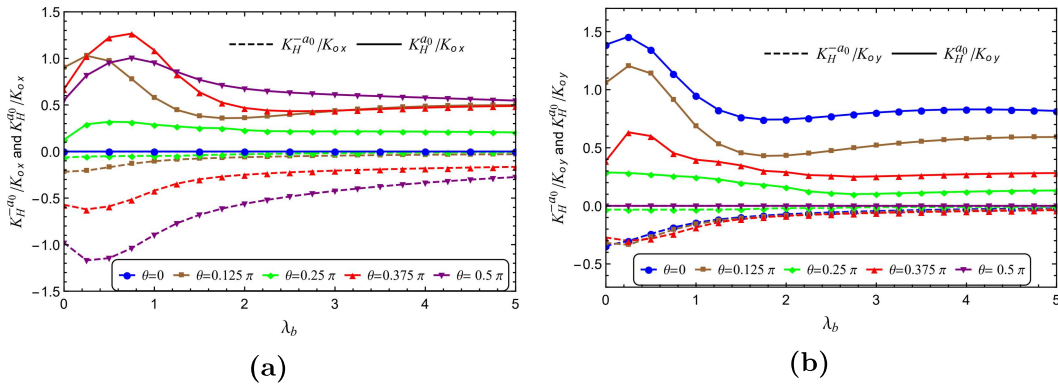 K_H^{-a_0}/K_{ox} and K_H^{a_0}/K_{ox}
1.5
1.0
0.5
0.0
-0.5
-1.0
-1.5
K_H^{-a_0}/K_{ox} K_H^{a_0}/K_{ox}
θ=0 θ=0.125 π θ=0.25 π θ=0.375 π θ= 0.5 π
0 1 2 3 4 5
λ_b
(a)
K_H^{-a_0}/K_{oy} and K_H^{a_0}/K_{oy}
1.5
1.0
0.5
0.0
-0.5
K_H^{-a_0}/K_{oy} K_H^{a_0}/K_{oy}
θ=0 θ=0.125 π θ=0.25 π θ=0.375 π θ= 0.5 π
0 1 2 3 4 5
λ_b
(b)